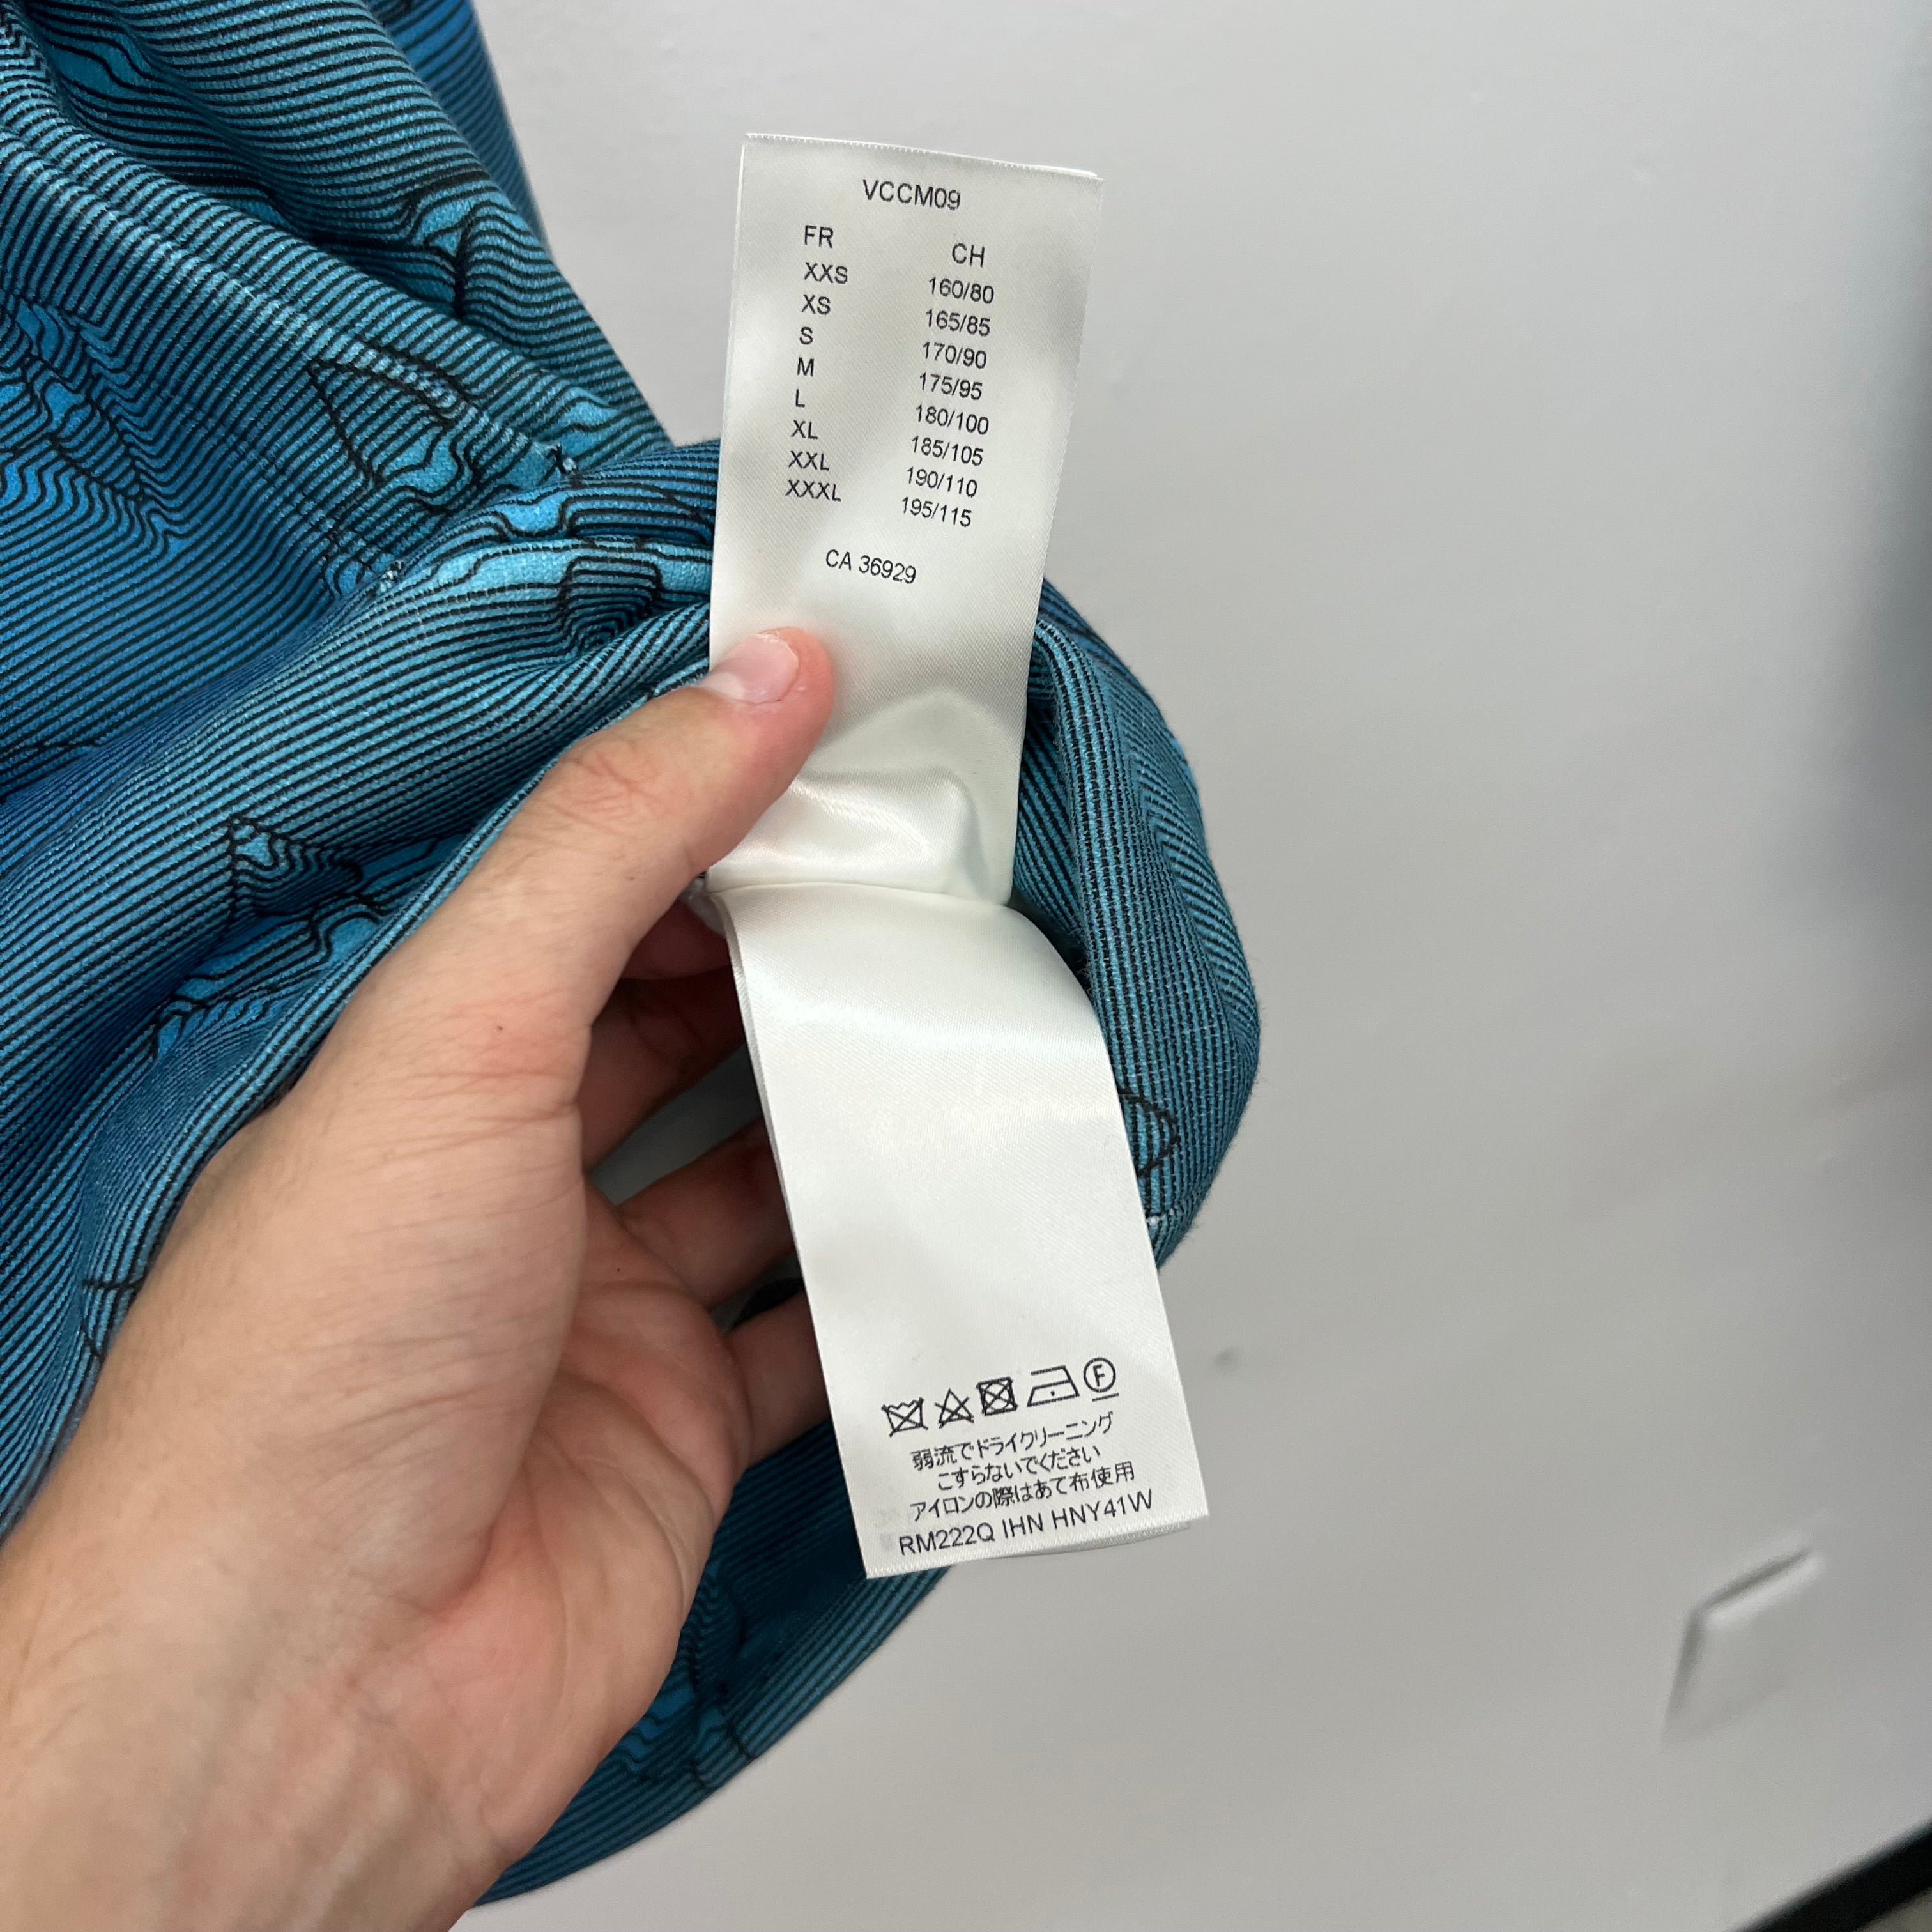 VCCM09
FR CH
XXS 160/80
XS 165/85
S 170/90
M 175/95
L 180/100
XL 185/105
XXL 190/110
XXXL 195/115
CA 36929
F
弱流でドライクリーニング
こすらないでください
アイロンの際はあて布使用
RM222Q IHN HNY41W